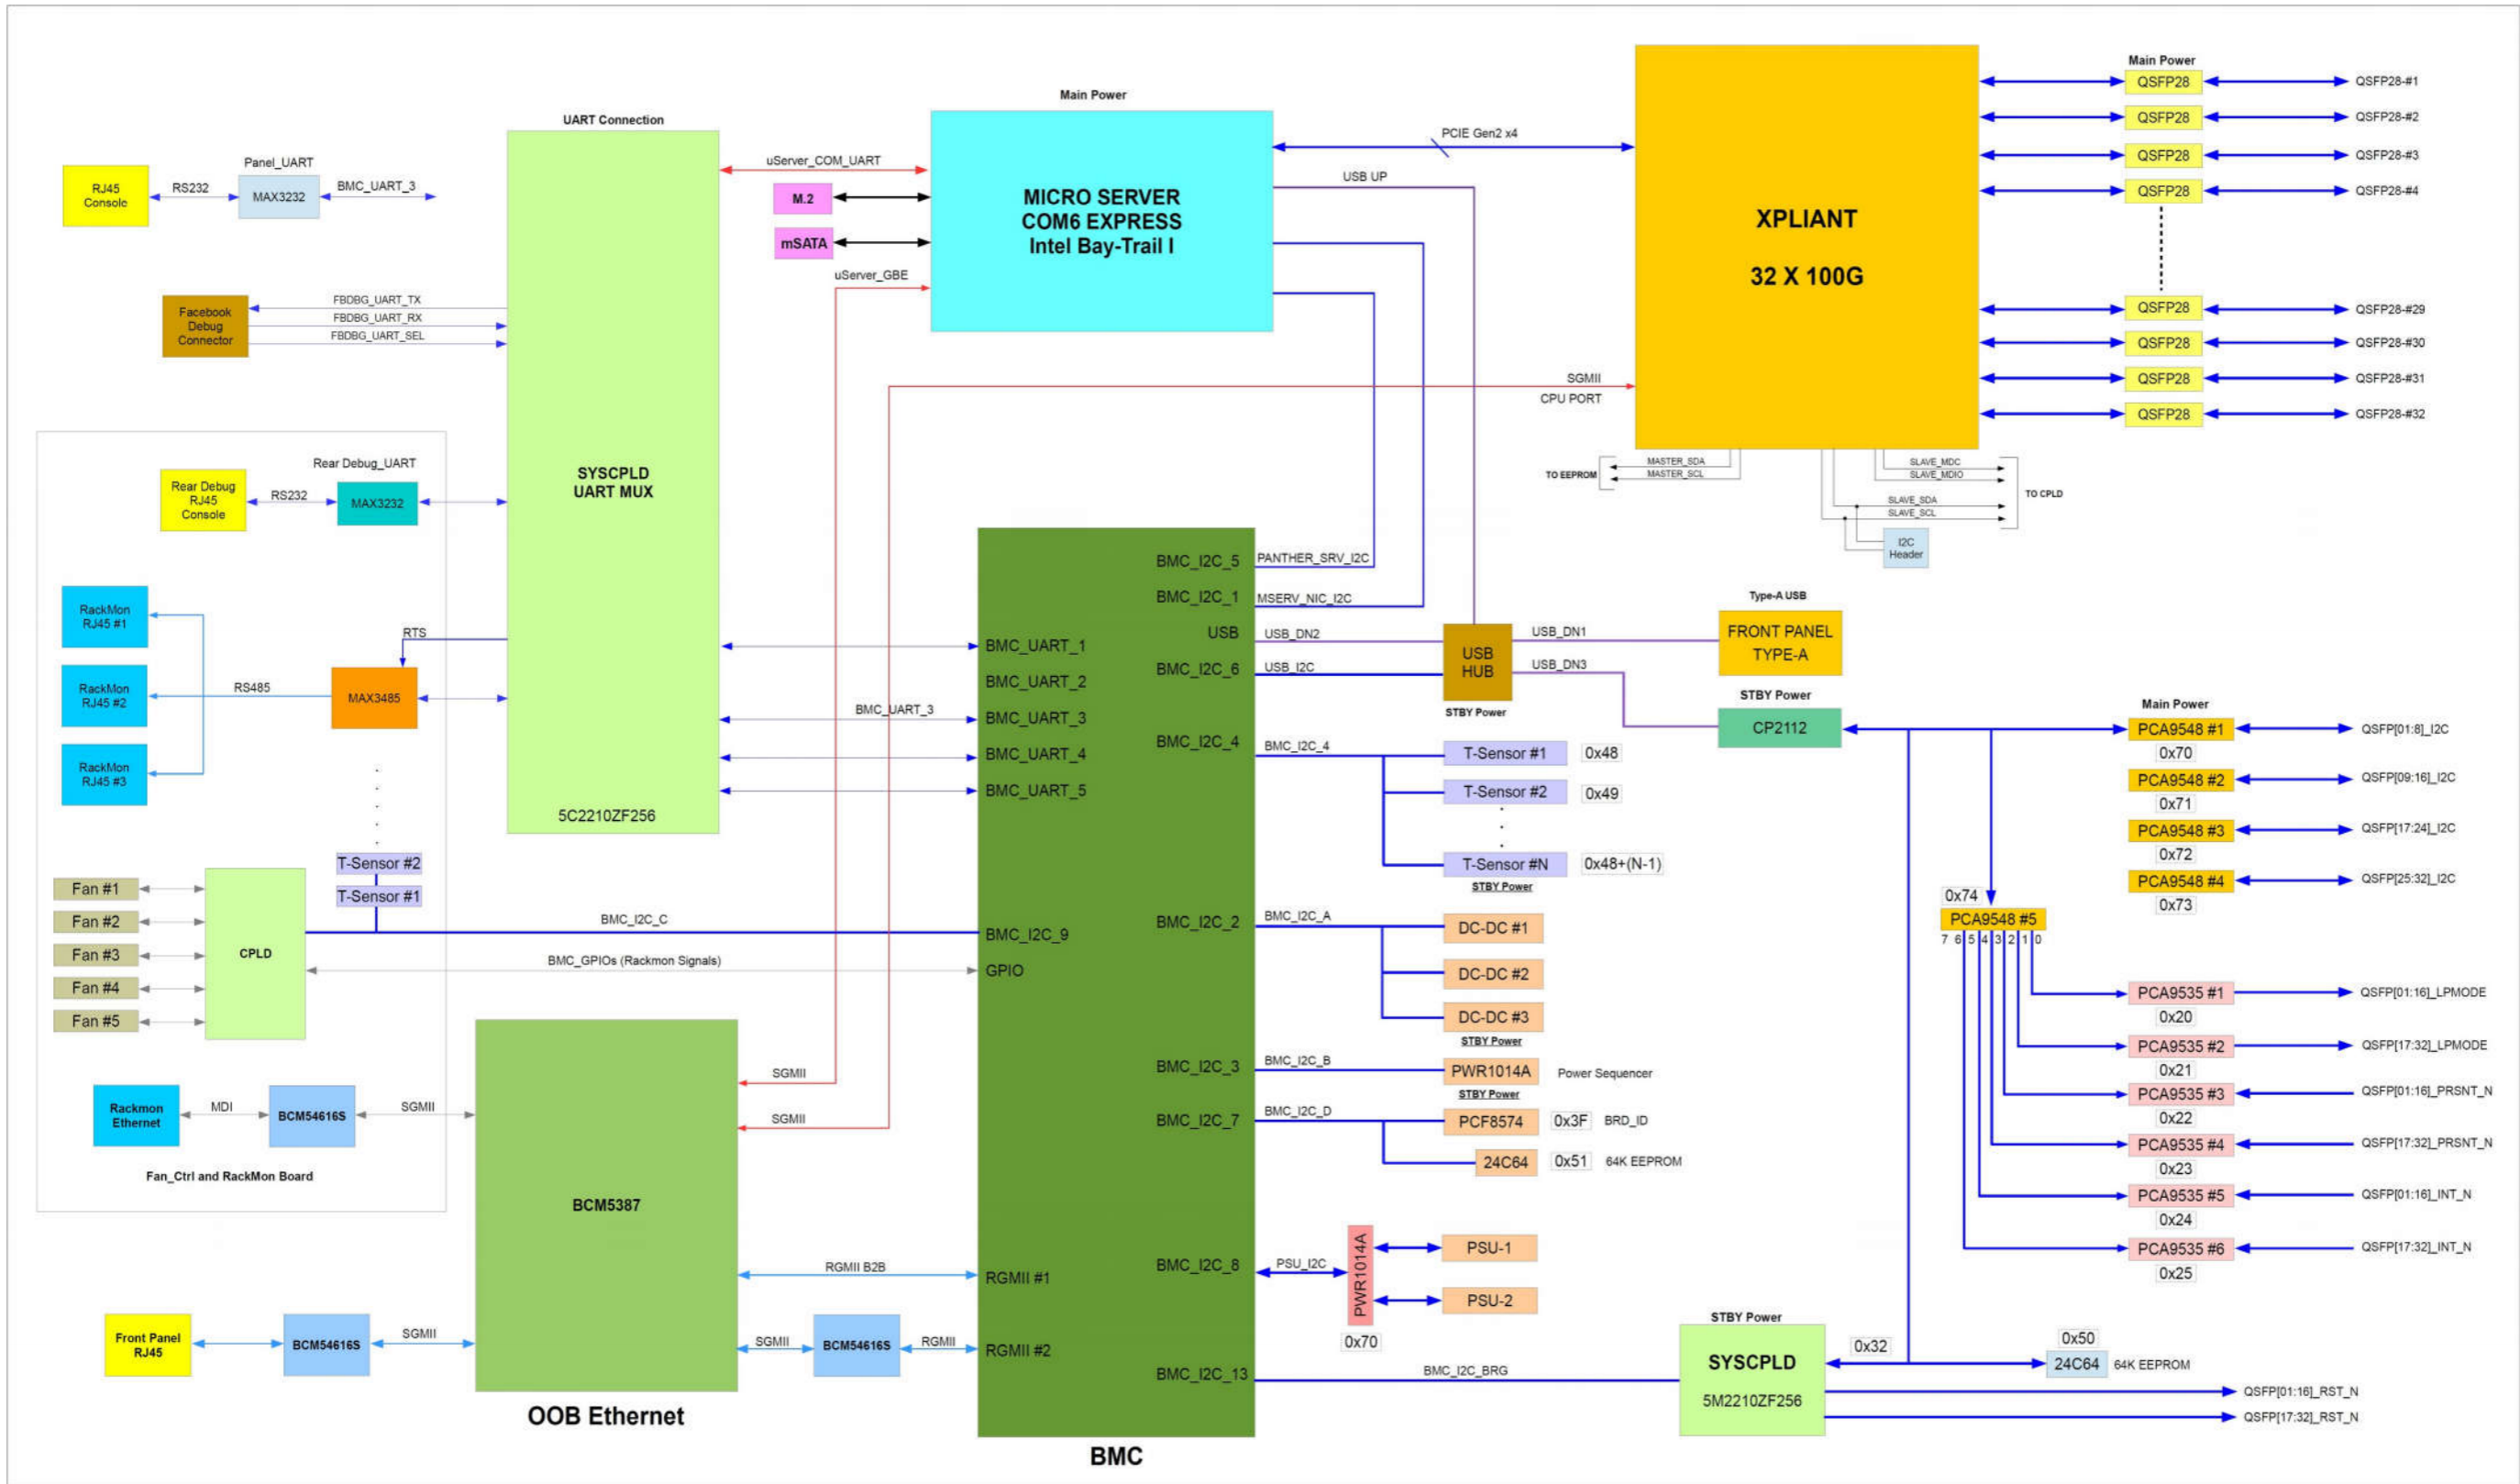 Main Power
UART Connection
RJ45
Console
RS232
Panel_UART
MAX3232
BMC_UART_3
Facebook
Debug
Connector
FBDBG_UART_TX
FBDBG_UART_RX
FBDBG_UART_SEL
Rear Debug
RJ45
Console
RS232
Rear Debug_UART
MAX3232
RackMon
RJ45 #1
RackMon
RJ45 #2
RackMon
RJ45 #3
RS485
RTS
MAX3485
T-Sensor #2
T-Sensor #1
Fan #1
Fan #2
Fan #3
Fan #4
Fan #5
CPLD
BMC_I2C_C
BMC_GPIOs (Rackmon Signals)
Rackmon
Ethernet
MDI
BCM54616S
SGMII
Fan_Ctrl and RackMon Board
SYSCPLD
UART MUX
5C2210ZF256
uServer_COM_UART
M.2
mSATA
uServer_GBE
MICRO SERVER
COM6 EXPRESS
Intel Bay-Trail I
PCIE Gen2 x4
USB UP
SGMII
CPU PORT
XPLIANT
32 X 100G
Main Power
QSFP28
QSFP28-#1
QSFP28
QSFP28-#2
QSFP28
QSFP28-#3
QSFP28
QSFP28-#4
QSFP28
QSFP28-#29
QSFP28
QSFP28-#30
QSFP28
QSFP28-#31
QSFP28
QSFP28-#32
TO EEPROM
MASTER_SDA
MASTER_SCL
SLAVE_MDC
SLAVE_MDIO
SLAVE_SDA
SLAVE_SCL
TO CPLD
I2C
Header
BMC_UART_3
BMC_UART_1
BMC_UART_2
BMC_UART_3
BMC_UART_4
BMC_UART_5
BMC_I2C_9
GPIO
RGMII #1
RGMII #2
BMC_I2C_5
BMC_I2C_1
USB
BMC_I2C_6
BMC_I2C_4
BMC_I2C_2
BMC_I2C_3
BMC_I2C_7
BMC_I2C_8
BMC_I2C_13
BMC
PANTHER_SRV_I2C
MSERV_NIC_I2C
USB_DN2
USB_I2C
USB
HUB
STBY Power
USB_DN1
USB_DN3
Type-A USB
FRONT PANEL
TYPE-A
STBY Power
CP2112
BMC_I2C_4
T-Sensor #1
0x48
T-Sensor #2
0x49
T-Sensor #N
0x48+(N-1)
STBY Power
BMC_I2C_A
DC-DC #1
DC-DC #2
DC-DC #3
STBY Power
BMC_I2C_B
PWR1014A
Power Sequencer
STBY Power
BMC_I2C_D
PCF8574
0x3F
BRD_ID
24C64
0x51
64K EEPROM
PSU_I2C
PWR1014A
0x70
PSU-1
PSU-2
BMC_I2C_BRG
STBY Power
SYSCPLD
5M2210ZF256
0x32
0x50
24C64
64K EEPROM
QSFP[01:16]_RST_N
QSFP[17:32]_RST_N
Main Power
PCA9548 #1
0x70
QSFP[01:8]_I2C
PCA9548 #2
0x71
QSFP[09:16]_I2C
PCA9548 #3
0x72
QSFP[17:24]_I2C
PCA9548 #4
0x73
QSFP[25:32]_I2C
0x74
PCA9548 #5
7 6 5 4 3 2 1 0
PCA9535 #1
0x20
QSFP[01:16]_LPMODE
PCA9535 #2
0x21
QSFP[17:32]_LPMODE
PCA9535 #3
0x22
QSFP[01:16]_PRSNT_N
PCA9535 #4
0x23
QSFP[17:32]_PRSNT_N
PCA9535 #5
0x24
QSFP[01:16]_INT_N
PCA9535 #6
0x25
QSFP[17:32]_INT_N
BCM5387
OOB Ethernet
SGMII
SGMII
RGMII B2B
SGMII
BCM54616S
RGMII
Front Panel
RJ45
BCM54616S
SGMII